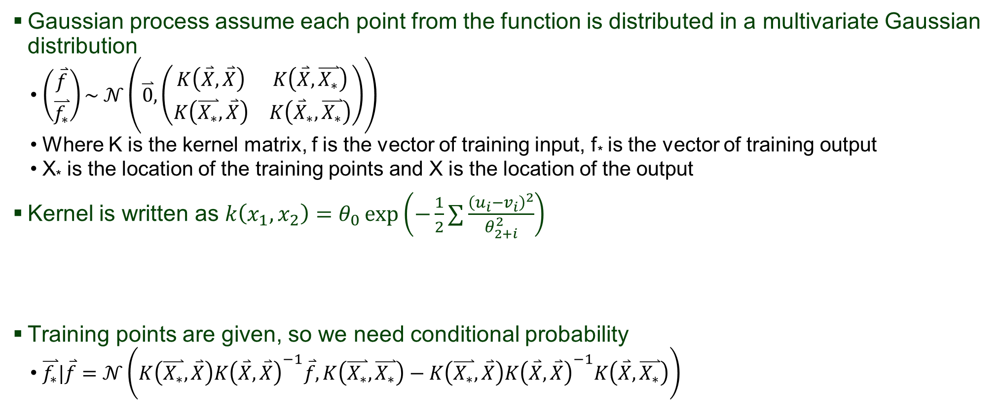 ▪ Gaussian process assume each point from the function is distributed in a multivariate Gaussian
distribution
• $\begin{pmatrix} \vec{f} \\ \overrightarrow{f_*} \end{pmatrix} \sim \mathcal{N}\left(\vec{0}, \begin{pmatrix} K(\vec{X},\vec{X}) & K(\vec{X},\overrightarrow{X_*}) \\ K(\overrightarrow{X_*},\vec{X}) & K(\vec{X}_*,\overrightarrow{X_*}) \end{pmatrix}\right)$
• Where K is the kernel matrix, f is the vector of training input, f$_*$ is the vector of training output
• X$_*$ is the location of the training points and X is the location of the output
▪ Kernel is written as $k(x_1, x_2) = \theta_0 \exp\left(-\frac{1}{2}\sum\frac{(u_i-v_i)^2}{\theta_{2+i}^2}\right)$
▪ Training points are given, so we need conditional probability
• $\overrightarrow{f_*}|\vec{f} = \mathcal{N}\left(K(\overrightarrow{X_*},\vec{X})K(\vec{X},\vec{X})^{-1}\vec{f}, K(\overrightarrow{X_*},\overrightarrow{X_*}) - K(\overrightarrow{X_*},\vec{X})K(\vec{X},\vec{X})^{-1}K(\vec{X},\overrightarrow{X_*})\right)$